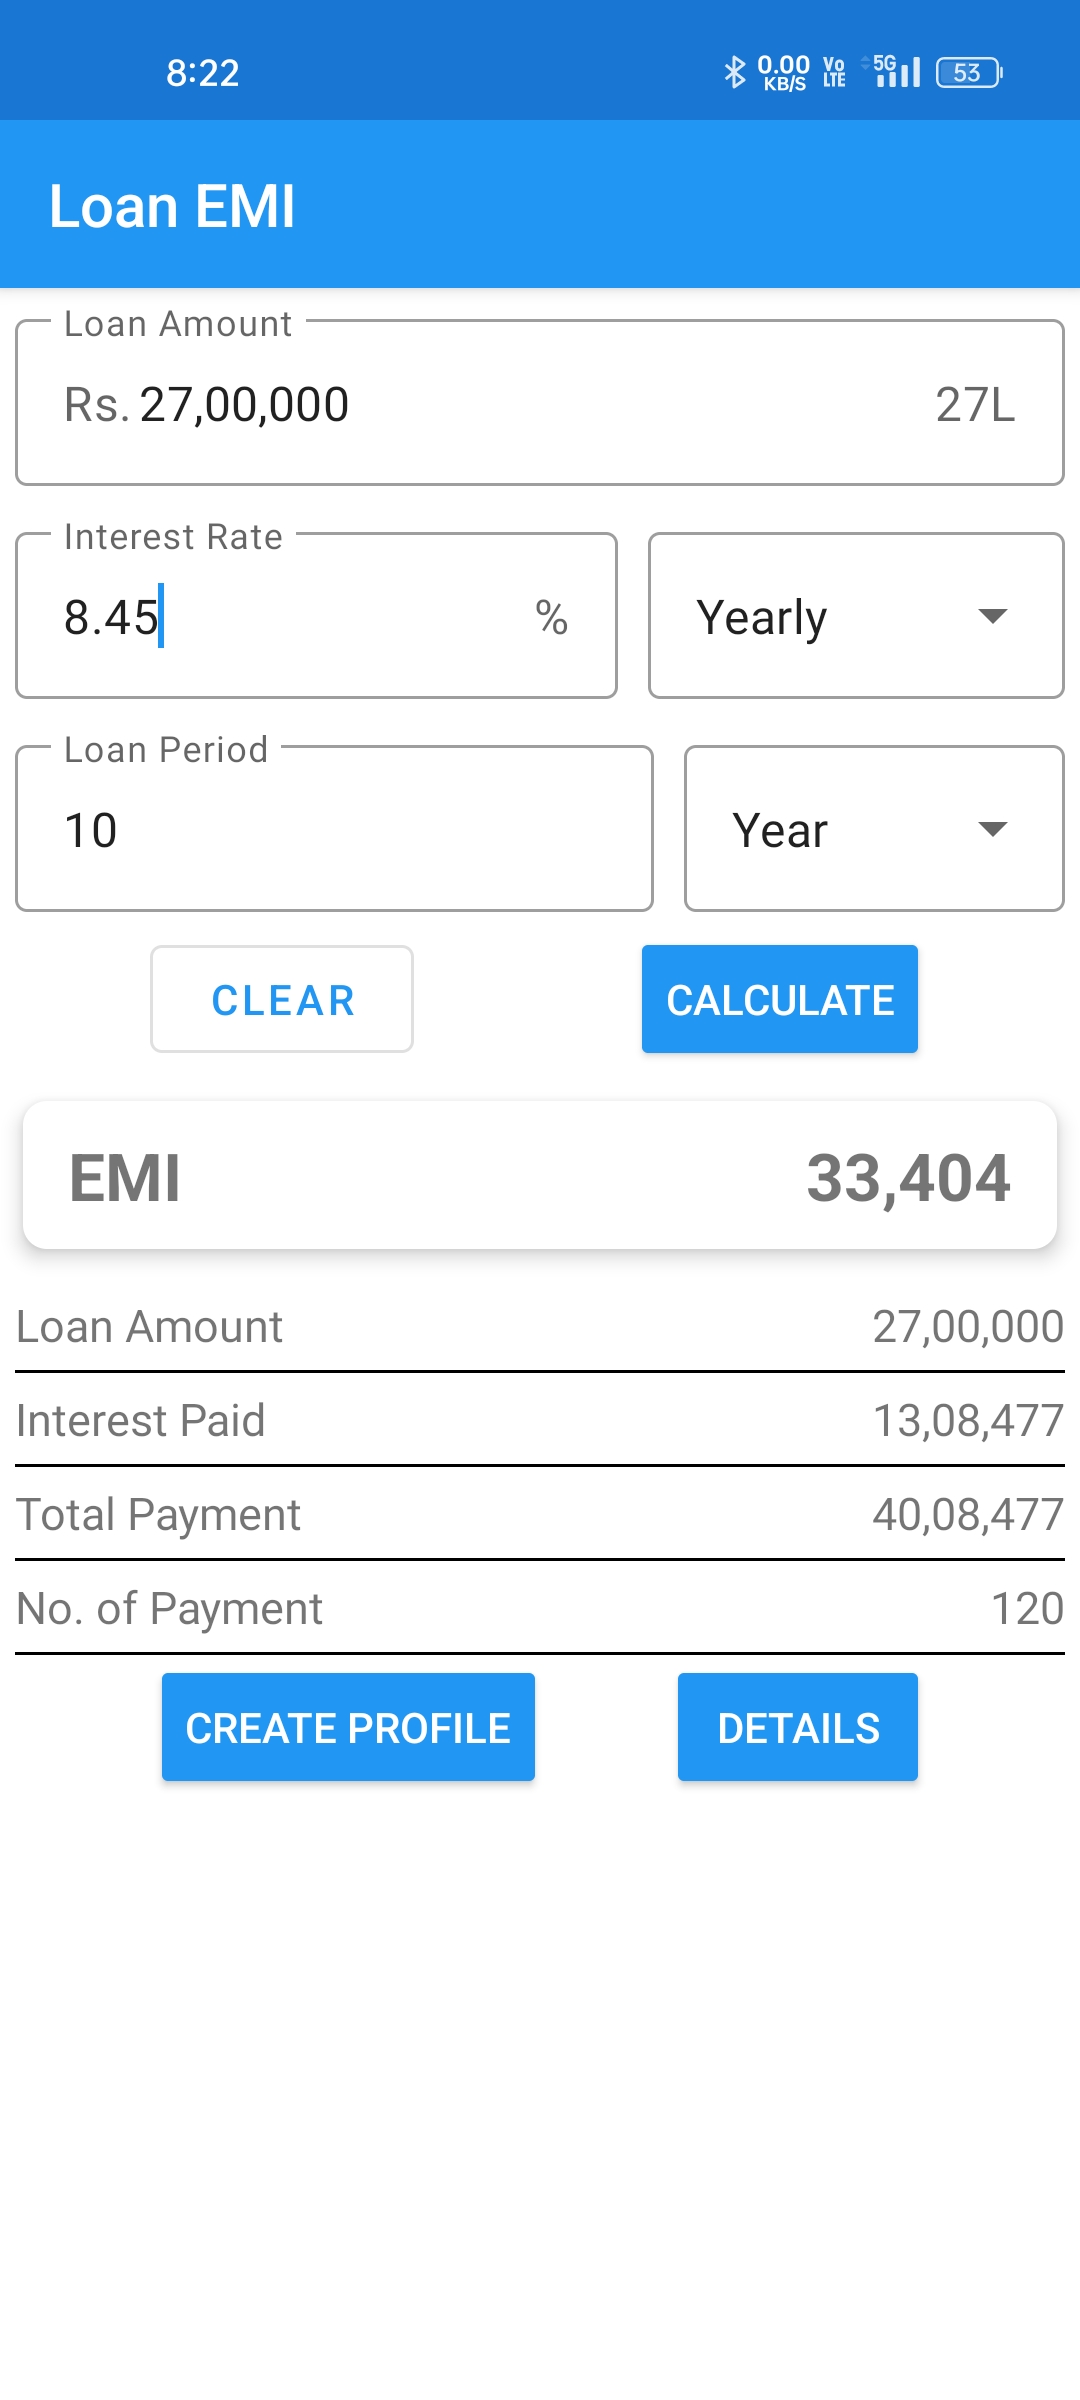 8:22 0.00 KB/S Vo LTE 5G 53
Loan EMI
Loan Amount
Rs. 27,00,000 27L
Interest Rate
8.45 % Yearly
Loan Period
10 Year
CLEAR CALCULATE
EMI 33,404
Loan Amount 27,00,000
Interest Paid 13,08,477
Total Payment 40,08,477
No. of Payment 120
CREATE PROFILE DETAILS